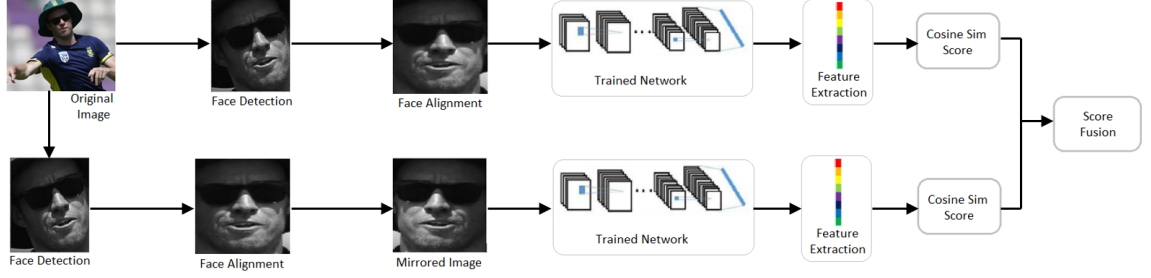 Original
Image
Face Detection
Face Alignment
Trained Network
Feature
Extraction
Cosine Sim
Score
Score
Fusion
Face Detection
Face Alignment
Mirrored Image
Trained Network
Feature
Extraction
Cosine Sim
Score